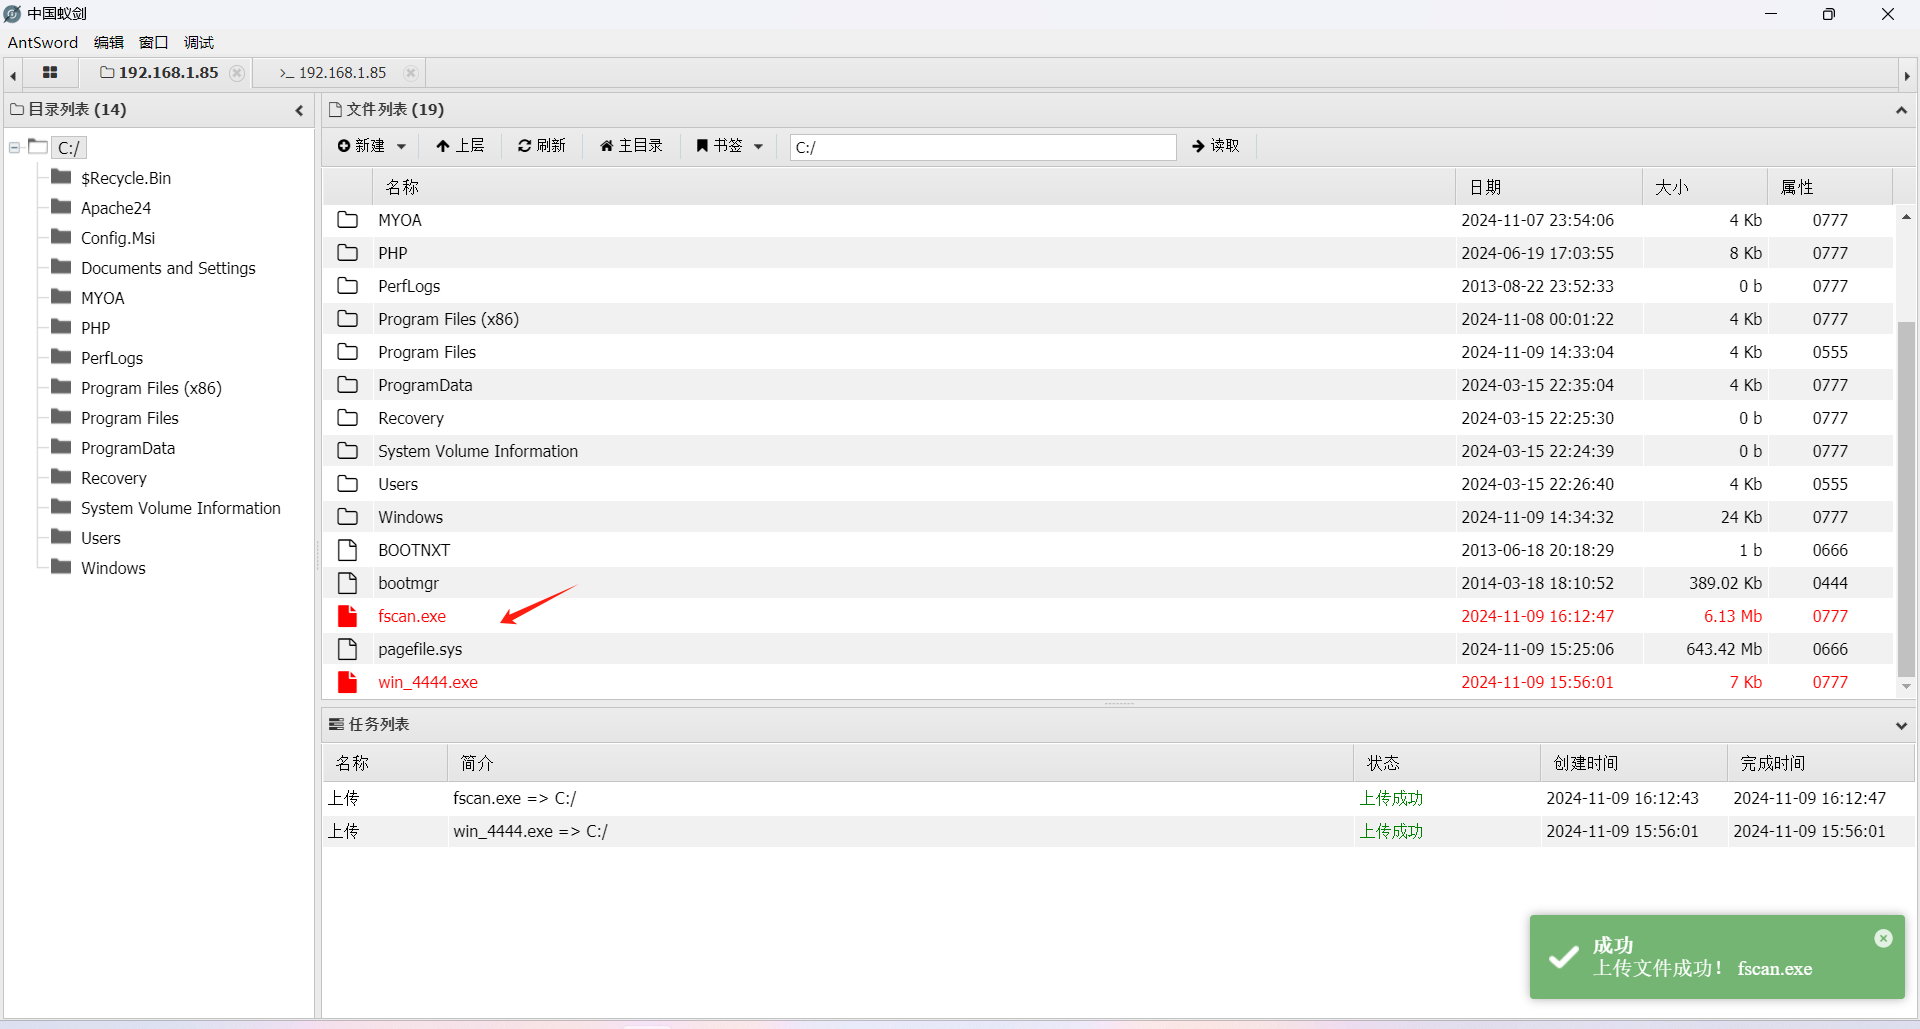 中国蚁剑
AntSword 编辑 窗口 调试
192.168.1.85 >_ 192.168.1.85
目录列表 (14)
C:/
$Recycle.Bin
Apache24
Config.Msi
Documents and Settings
MYOA
PHP
PerfLogs
Program Files (x86)
Program Files
ProgramData
Recovery
System Volume Information
Users
Windows
文件列表 (19)
新建 上层 刷新 主目录 书签 C:/ 读取
名称 日期 大小 属性
MYOA 2024-11-07 23:54:06 4 Kb 0777
PHP 2024-06-19 17:03:55 8 Kb 0777
PerfLogs 2013-08-22 23:52:33 0 b 0777
Program Files (x86) 2024-11-08 00:01:22 4 Kb 0777
Program Files 2024-11-09 14:33:04 4 Kb 0555
ProgramData 2024-03-15 22:35:04 4 Kb 0777
Recovery 2024-03-15 22:25:30 0 b 0777
System Volume Information 2024-03-15 22:24:39 0 b 0777
Users 2024-03-15 22:26:40 4 Kb 0555
Windows 2024-11-09 14:34:32 24 Kb 0777
BOOTNXT 2013-06-18 20:18:29 1 b 0666
bootmgr 2014-03-18 18:10:52 389.02 Kb 0444
fscan.exe 2024-11-09 16:12:47 6.13 Mb 0777
pagefile.sys 2024-11-09 15:25:06 643.42 Mb 0666
win_4444.exe 2024-11-09 15:56:01 7 Kb 0777
任务列表
名称 简介 状态 创建时间 完成时间
上传 fscan.exe => C:/ 上传成功 2024-11-09 16:12:43 2024-11-09 16:12:47
上传 win_4444.exe => C:/ 上传成功 2024-11-09 15:56:01 2024-11-09 15:56:01
成功
上传文件成功！ fscan.exe